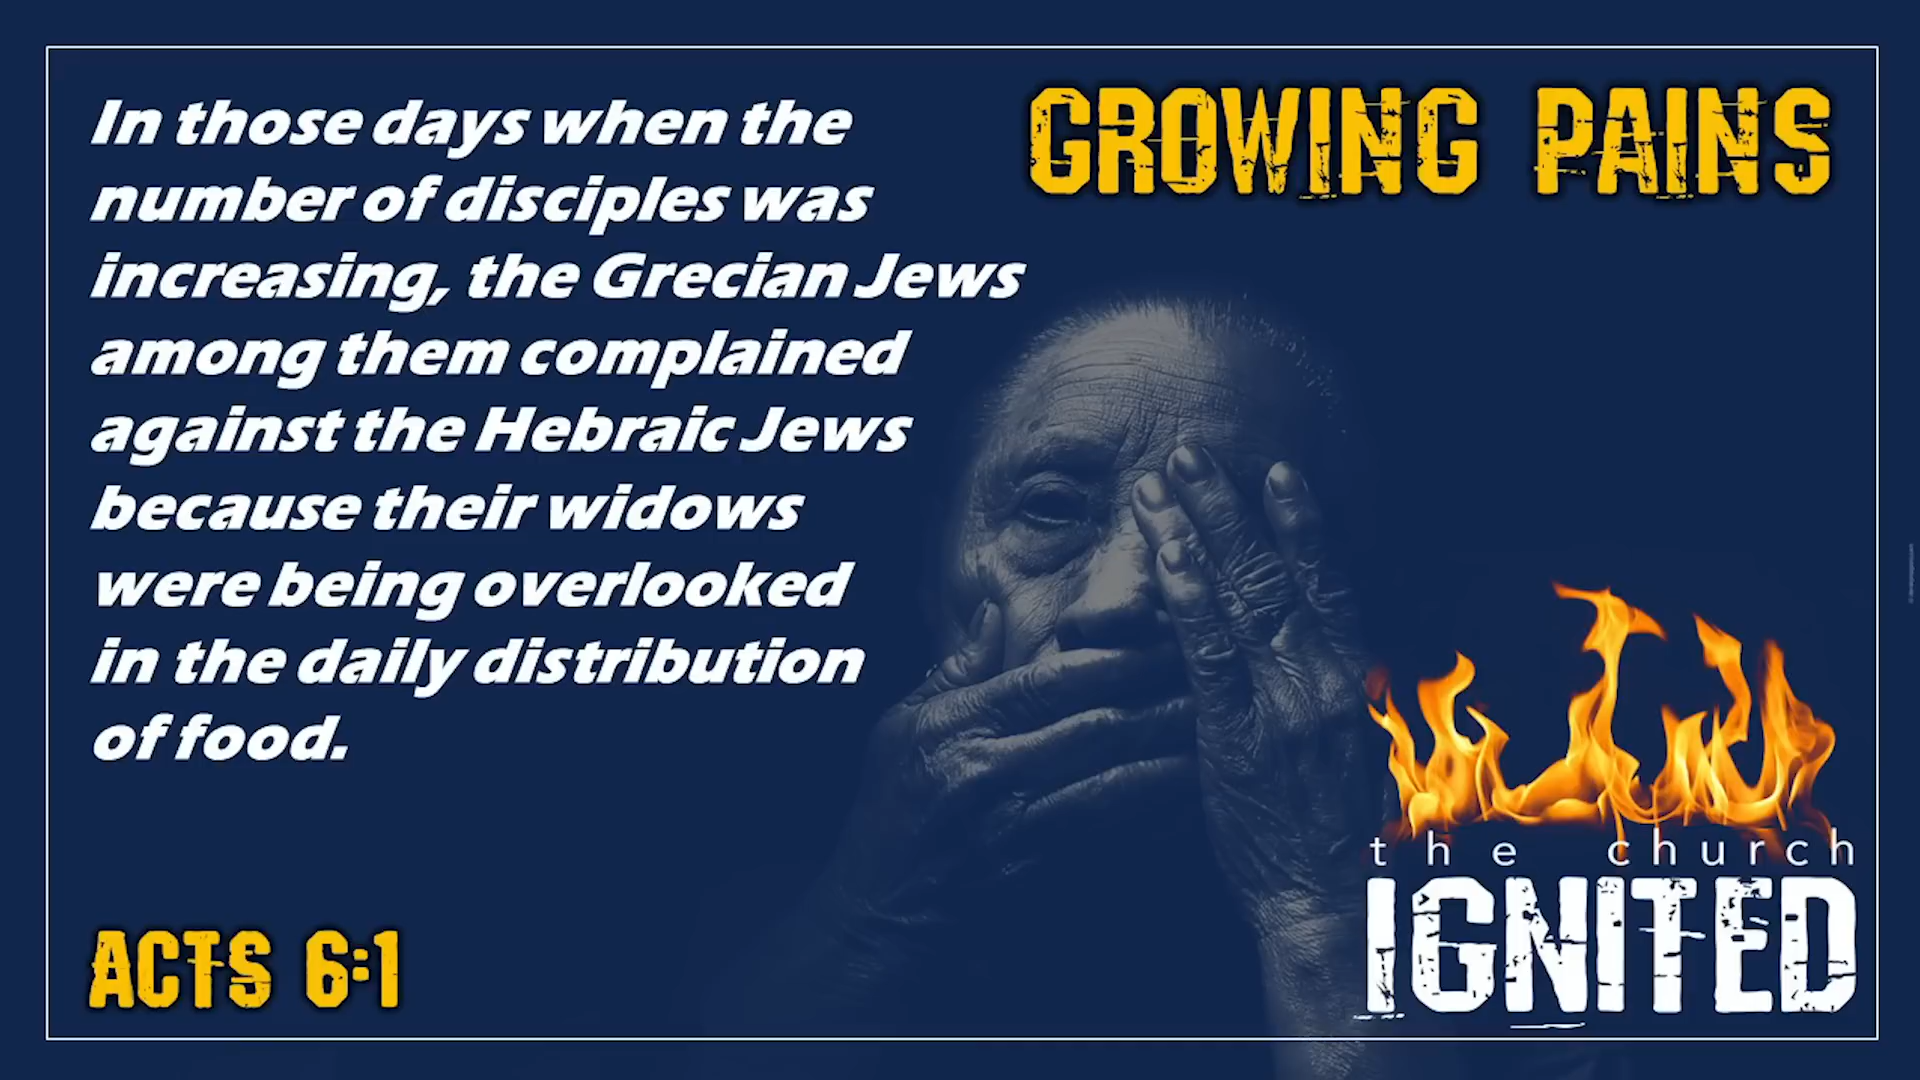 GROWING PAINS
In those days when the
number of disciples was
increasing, the Grecian Jews
among them complained
against the Hebraic Jews
because their widows
were being overlooked
in the daily distribution
of food.
ACTS 6:1
the church
IGNITED